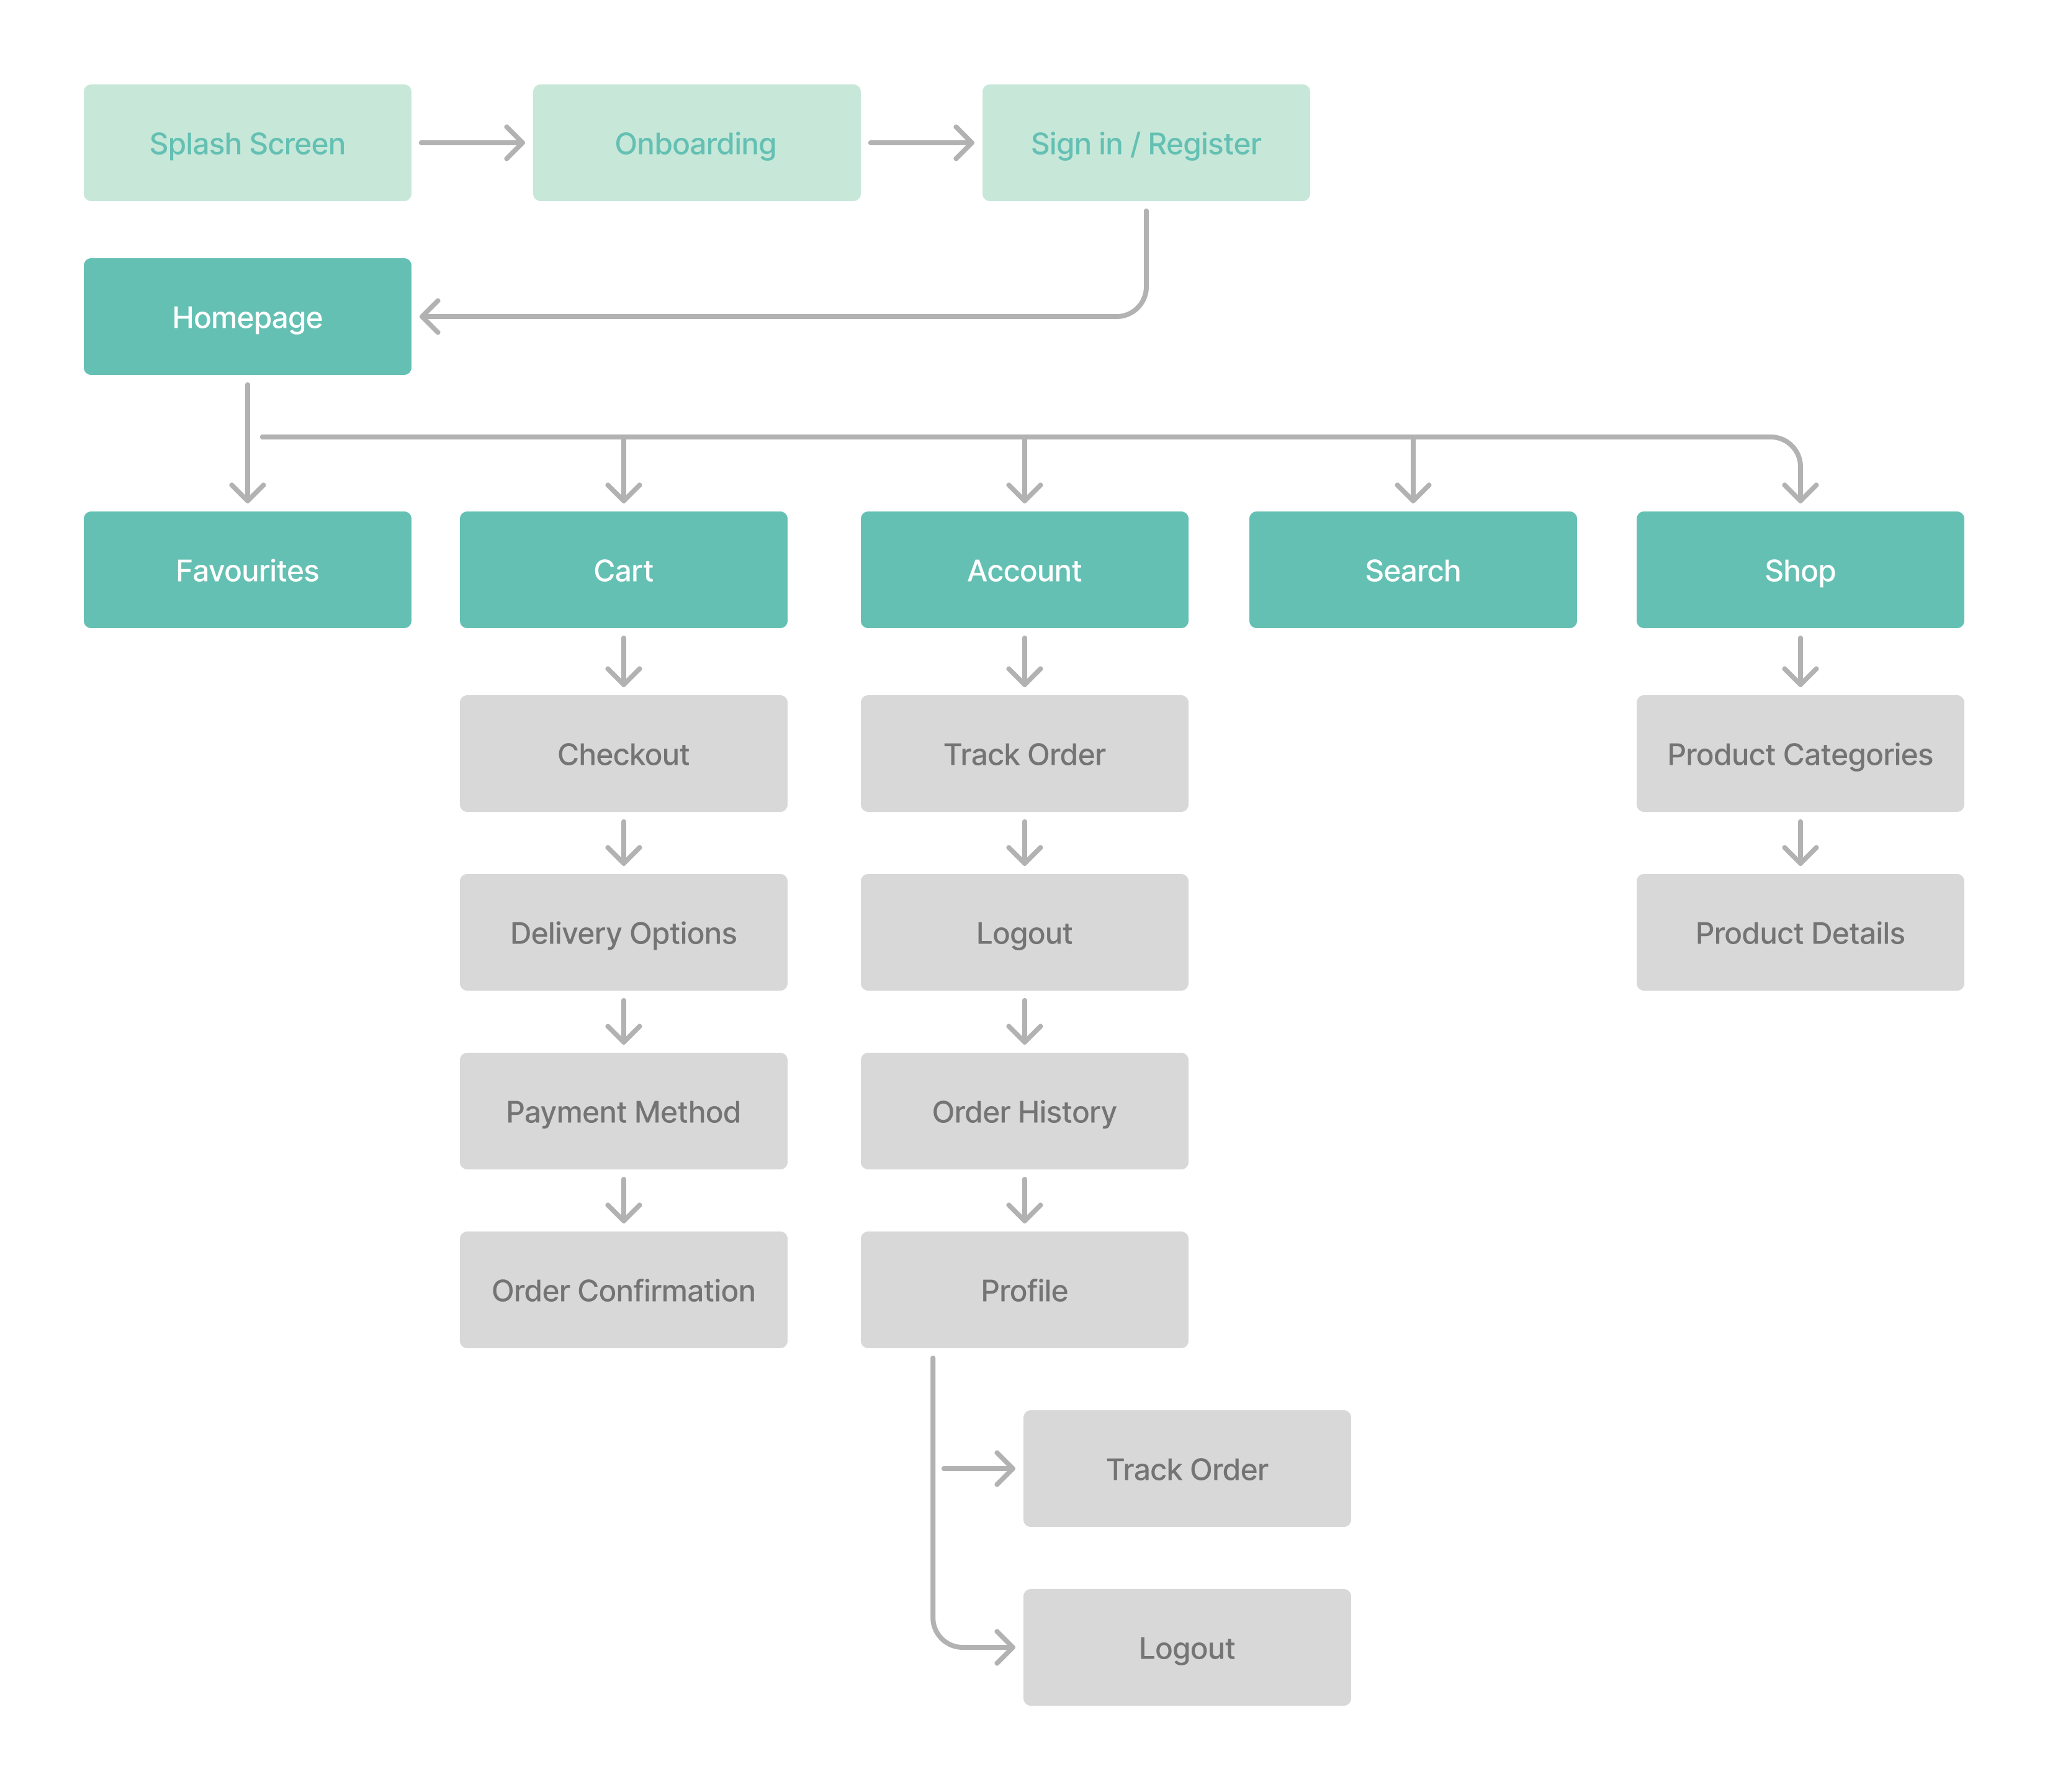 Splash Screen
Onboarding
Sign in / Register
Homepage
Favourites
Cart
Account
Search
Shop
Checkout
Track Order
Product Categories
Delivery Options
Logout
Product Details
Payment Method
Order History
Order Confirmation
Profile
Track Order
Logout